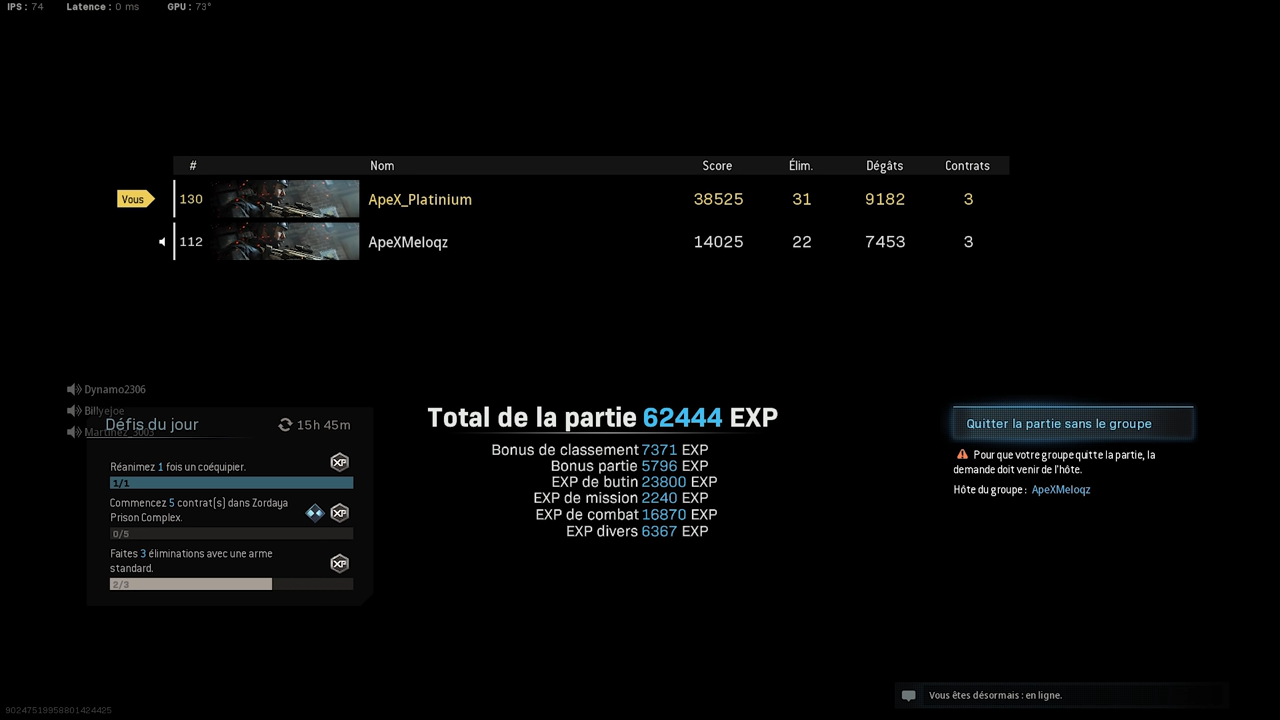 IPS : 74 Latence : 0 ms GPU : 73°
# Nom Score Élim. Dégâts Contrats
Vous 130 ApeX_Platinium 38525 31 9182 3
112 ApeXMeloqz 14025 22 7453 3
Dynamo2306
Billyejoe
Martinez_3003
Défis du jour 15h 45m
Réanimez 1 fois un coéquipier. XP
1/1
Commencez 5 contrat(s) dans Zordaya
Prison Complex. XP
0/5
Faites 3 éliminations avec une arme
standard. XP
2/3
Total de la partie 62444 EXP
Bonus de classement 7371 EXP
Bonus partie 5796 EXP
EXP de butin 23800 EXP
EXP de mission 2240 EXP
EXP de combat 16870 EXP
EXP divers 6367 EXP
Quitter la partie sans le groupe
Pour que votre groupe quitte la partie, la
demande doit venir de l'hôte.
Hôte du groupe : ApeXMeloqz
Vous êtes désormais : en ligne.
90247519958801424425